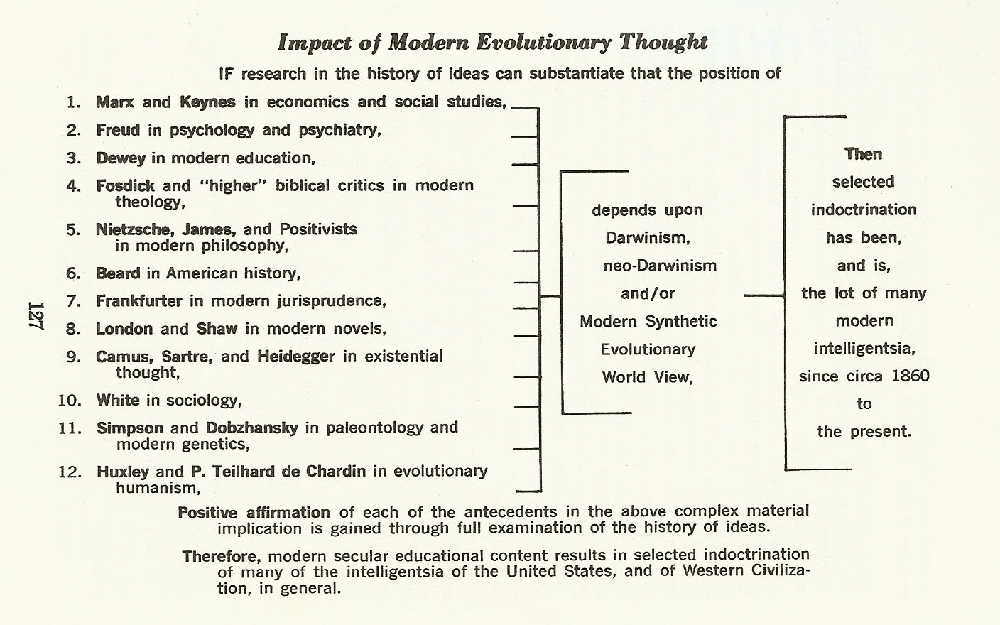 Impact of Modern Evolutionary Thought
IF research in the history of ideas can substantiate that the position of
1. Marx and Keynes in economics and social studies,
2. Freud in psychology and psychiatry,
3. Dewey in modern education,
4. Fosdick and "higher" biblical critics in modern
theology,
5. Nietzsche, James, and Positivists
in modern philosophy,
6. Beard in American history,
7. Frankfurter in modern jurisprudence,
8. London and Shaw in modern novels,
9. Camus, Sartre, and Heidegger in existential
thought,
10. White in sociology,
11. Simpson and Dobzhansky in paleontology and
modern genetics,
12. Huxley and P. Teilhard de Chardin in evolutionary
humanism,
depends upon
Darwinism,
neo-Darwinism
and/or
Modern Synthetic
Evolutionary
World View,
Then
selected
indoctrination
has been,
and is,
the lot of many
modern
intelligentsia,
since circa 1860
to
the present.
Positive affirmation of each of the antecedents in the above complex material
implication is gained through full examination of the history of ideas.
Therefore, modern secular educational content results in selected indoctrination
of many of the intelligentsia of the United States, and of Western Civiliza-
tion, in general.
127